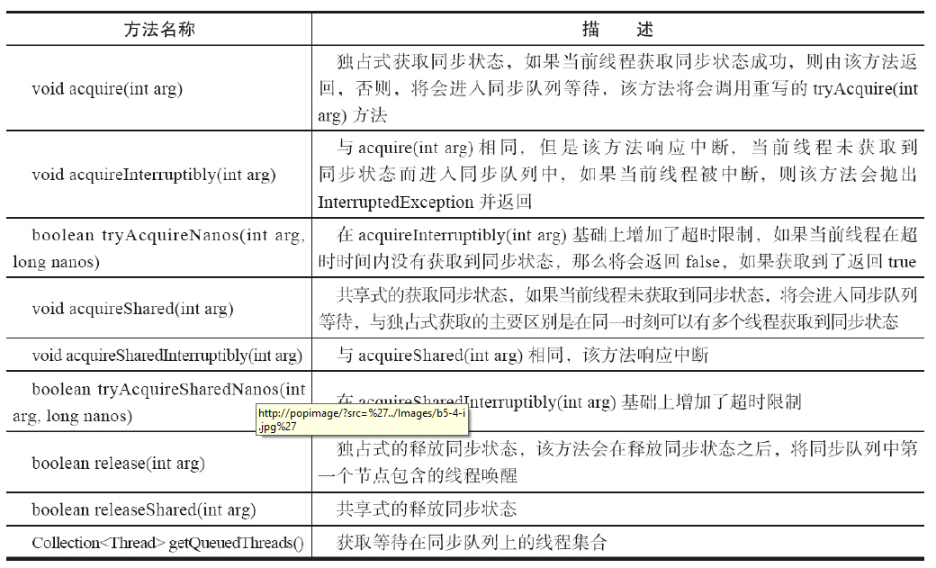 方法名称 描 述
void acquire(int arg)
独占式获取同步状态，如果当前线程获取同步状态成功，则由该方法返
回，否则，将会进入同步队列等待，该方法将会调用重写的 tryAcquire(int
arg) 方法
void acquireInterruptibly(int arg)
与 acquire(int arg) 相同，但是该方法响应中断，当前线程未获取到
同步状态而进入同步队列中，如果当前线程被中断，则该方法会抛出
InterruptedException 并返回
boolean tryAcquireNanos(int arg,
long nanos)
在 acquireInterruptibly(int arg) 基础上增加了超时限制，如果当前线程在超
时时间内没有获取到同步状态，那么将会返回 false，如果获取到了返回 true
void acquireShared(int arg)
共享式的获取同步状态，如果当前线程未获取到同步状态，将会进入同步队列
等待，与独占式获取的主要区别是在同一时刻可以有多个线程获取到同步状态
void acquireSharedInterruptibly(int arg)
与 acquireShared(int arg) 相同，该方法响应中断
boolean tryAcquireSharedNanos(int
arg, long nanos)
在 acquireSharedInterruptibly(int arg) 基础上增加了超时限制
http://popimage/?src=%27../Images/b5-4-i
.jpg%27
boolean release(int arg)
独占式的释放同步状态，该方法会在释放同步状态之后，将同步队列中第
一个节点包含的线程唤醒
boolean releaseShared(int arg)
共享式的释放同步状态
Collection<Thread> getQueuedThreads()
获取等待在同步队列上的线程集合